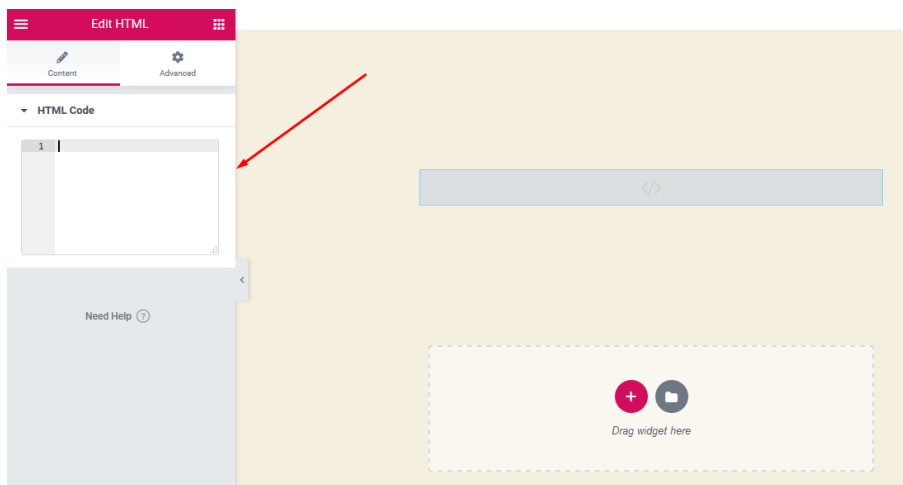 Edit HTML
Content
Advanced
HTML Code
1
Need Help ?
</>
+
Drag widget here